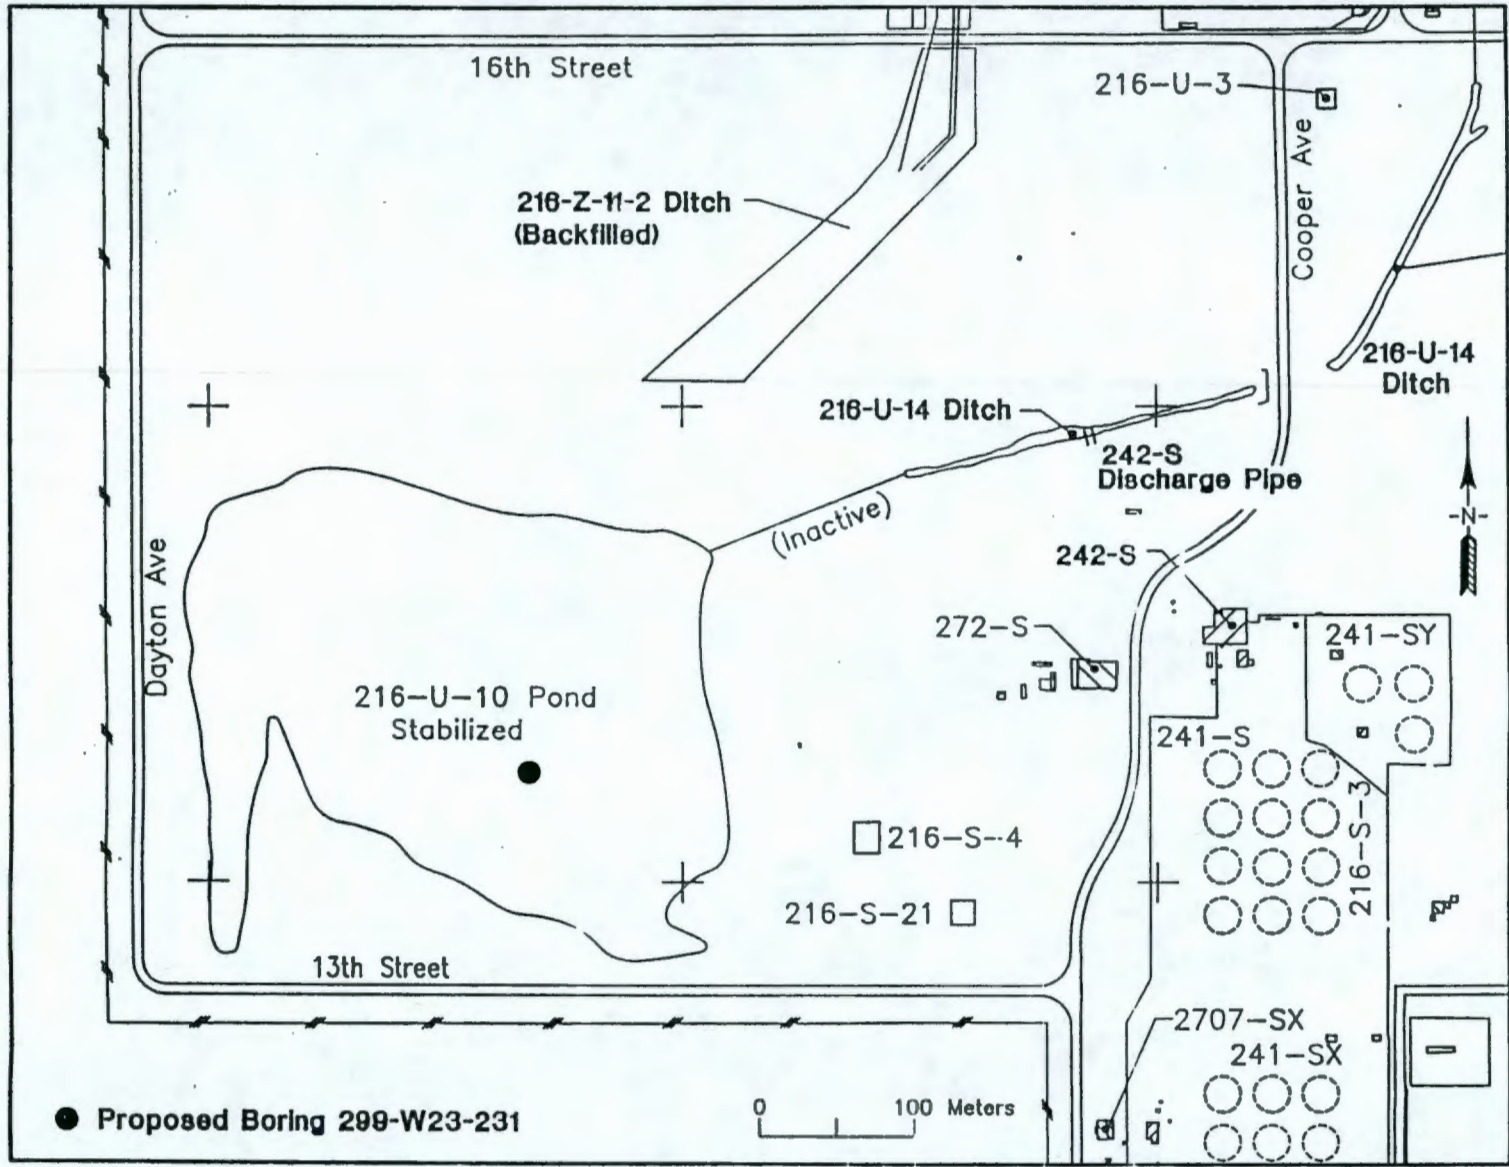 16th Street
216-U-3
Cooper Ave
216-Z-11-2 Ditch
(Backfilled)
216-U-14
Ditch
216-U-14 Ditch
242-S
Discharge Pipe
(Inactive)
N
242-S
Dayton Ave
272-S
241-SY
216-U-10 Pond
Stabilized
241-S
216-S-3
216-S-4
216-S-21
13th Street
2707-SX
241-SX
0 100 Meters
Proposed Boring 299-W23-231